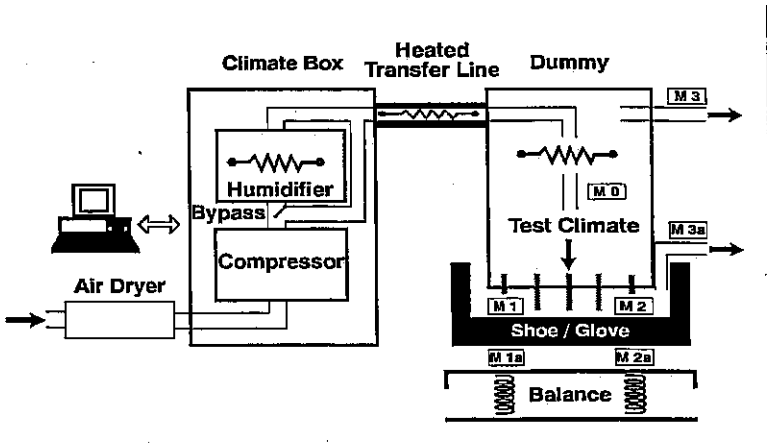 Climate Box
Heated
Transfer Line
Dummy
M 3
Humidifier
M 0
Bypass
Test Climate
M 3a
Compressor
Air Dryer
M 1
M 2
Shoe / Glove
M 1a
M 2a
Balance